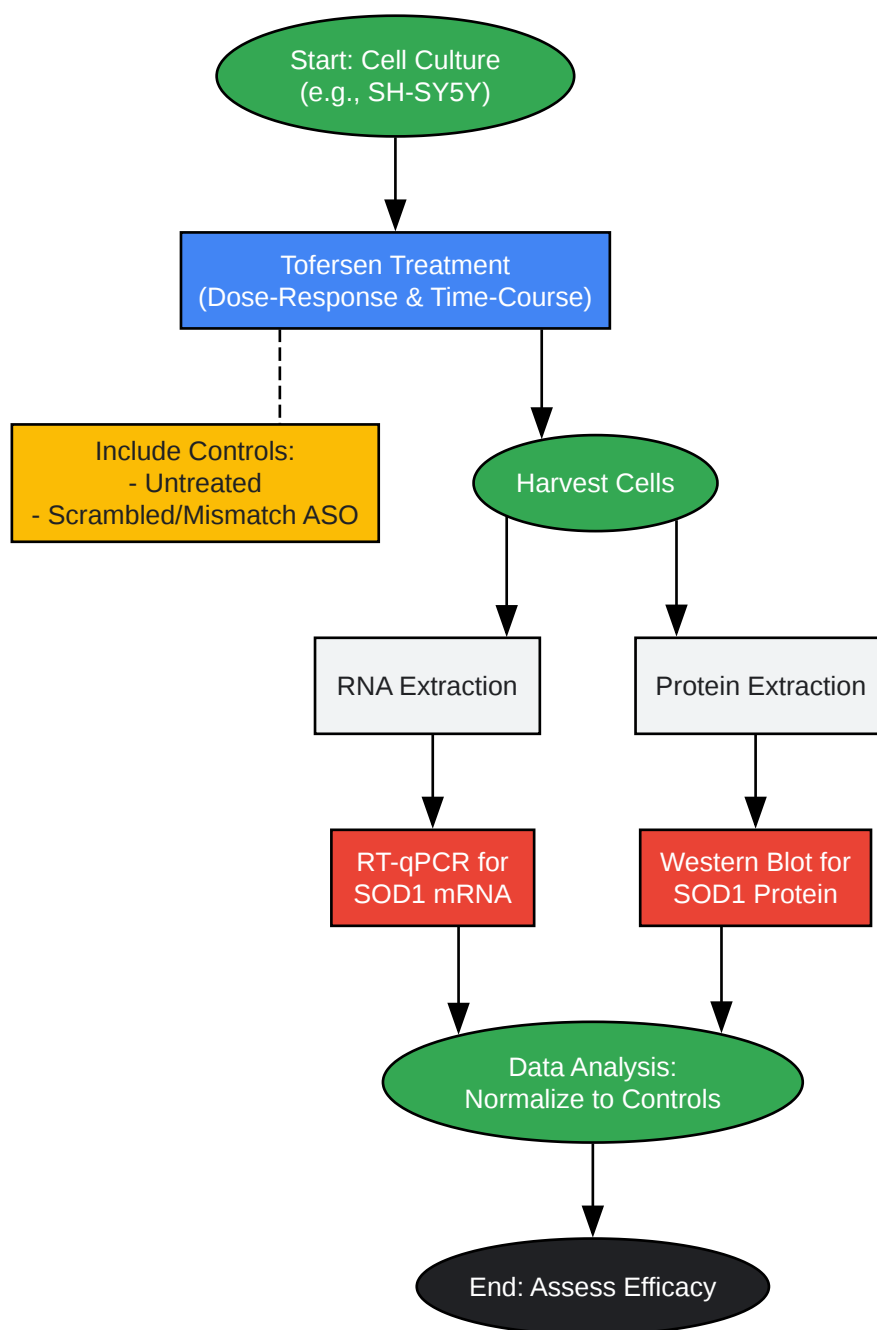 Start: Cell Culture
(e.g., SH-SY5Y)
Tofersen Treatment
(Dose-Response & Time-Course)
Include Controls:
- Untreated
- Scrambled/Mismatch ASO
Harvest Cells
RNA Extraction
Protein Extraction
RT-qPCR for
SOD1 mRNA
Western Blot for
SOD1 Protein
Data Analysis:
Normalize to Controls
End: Assess Efficacy